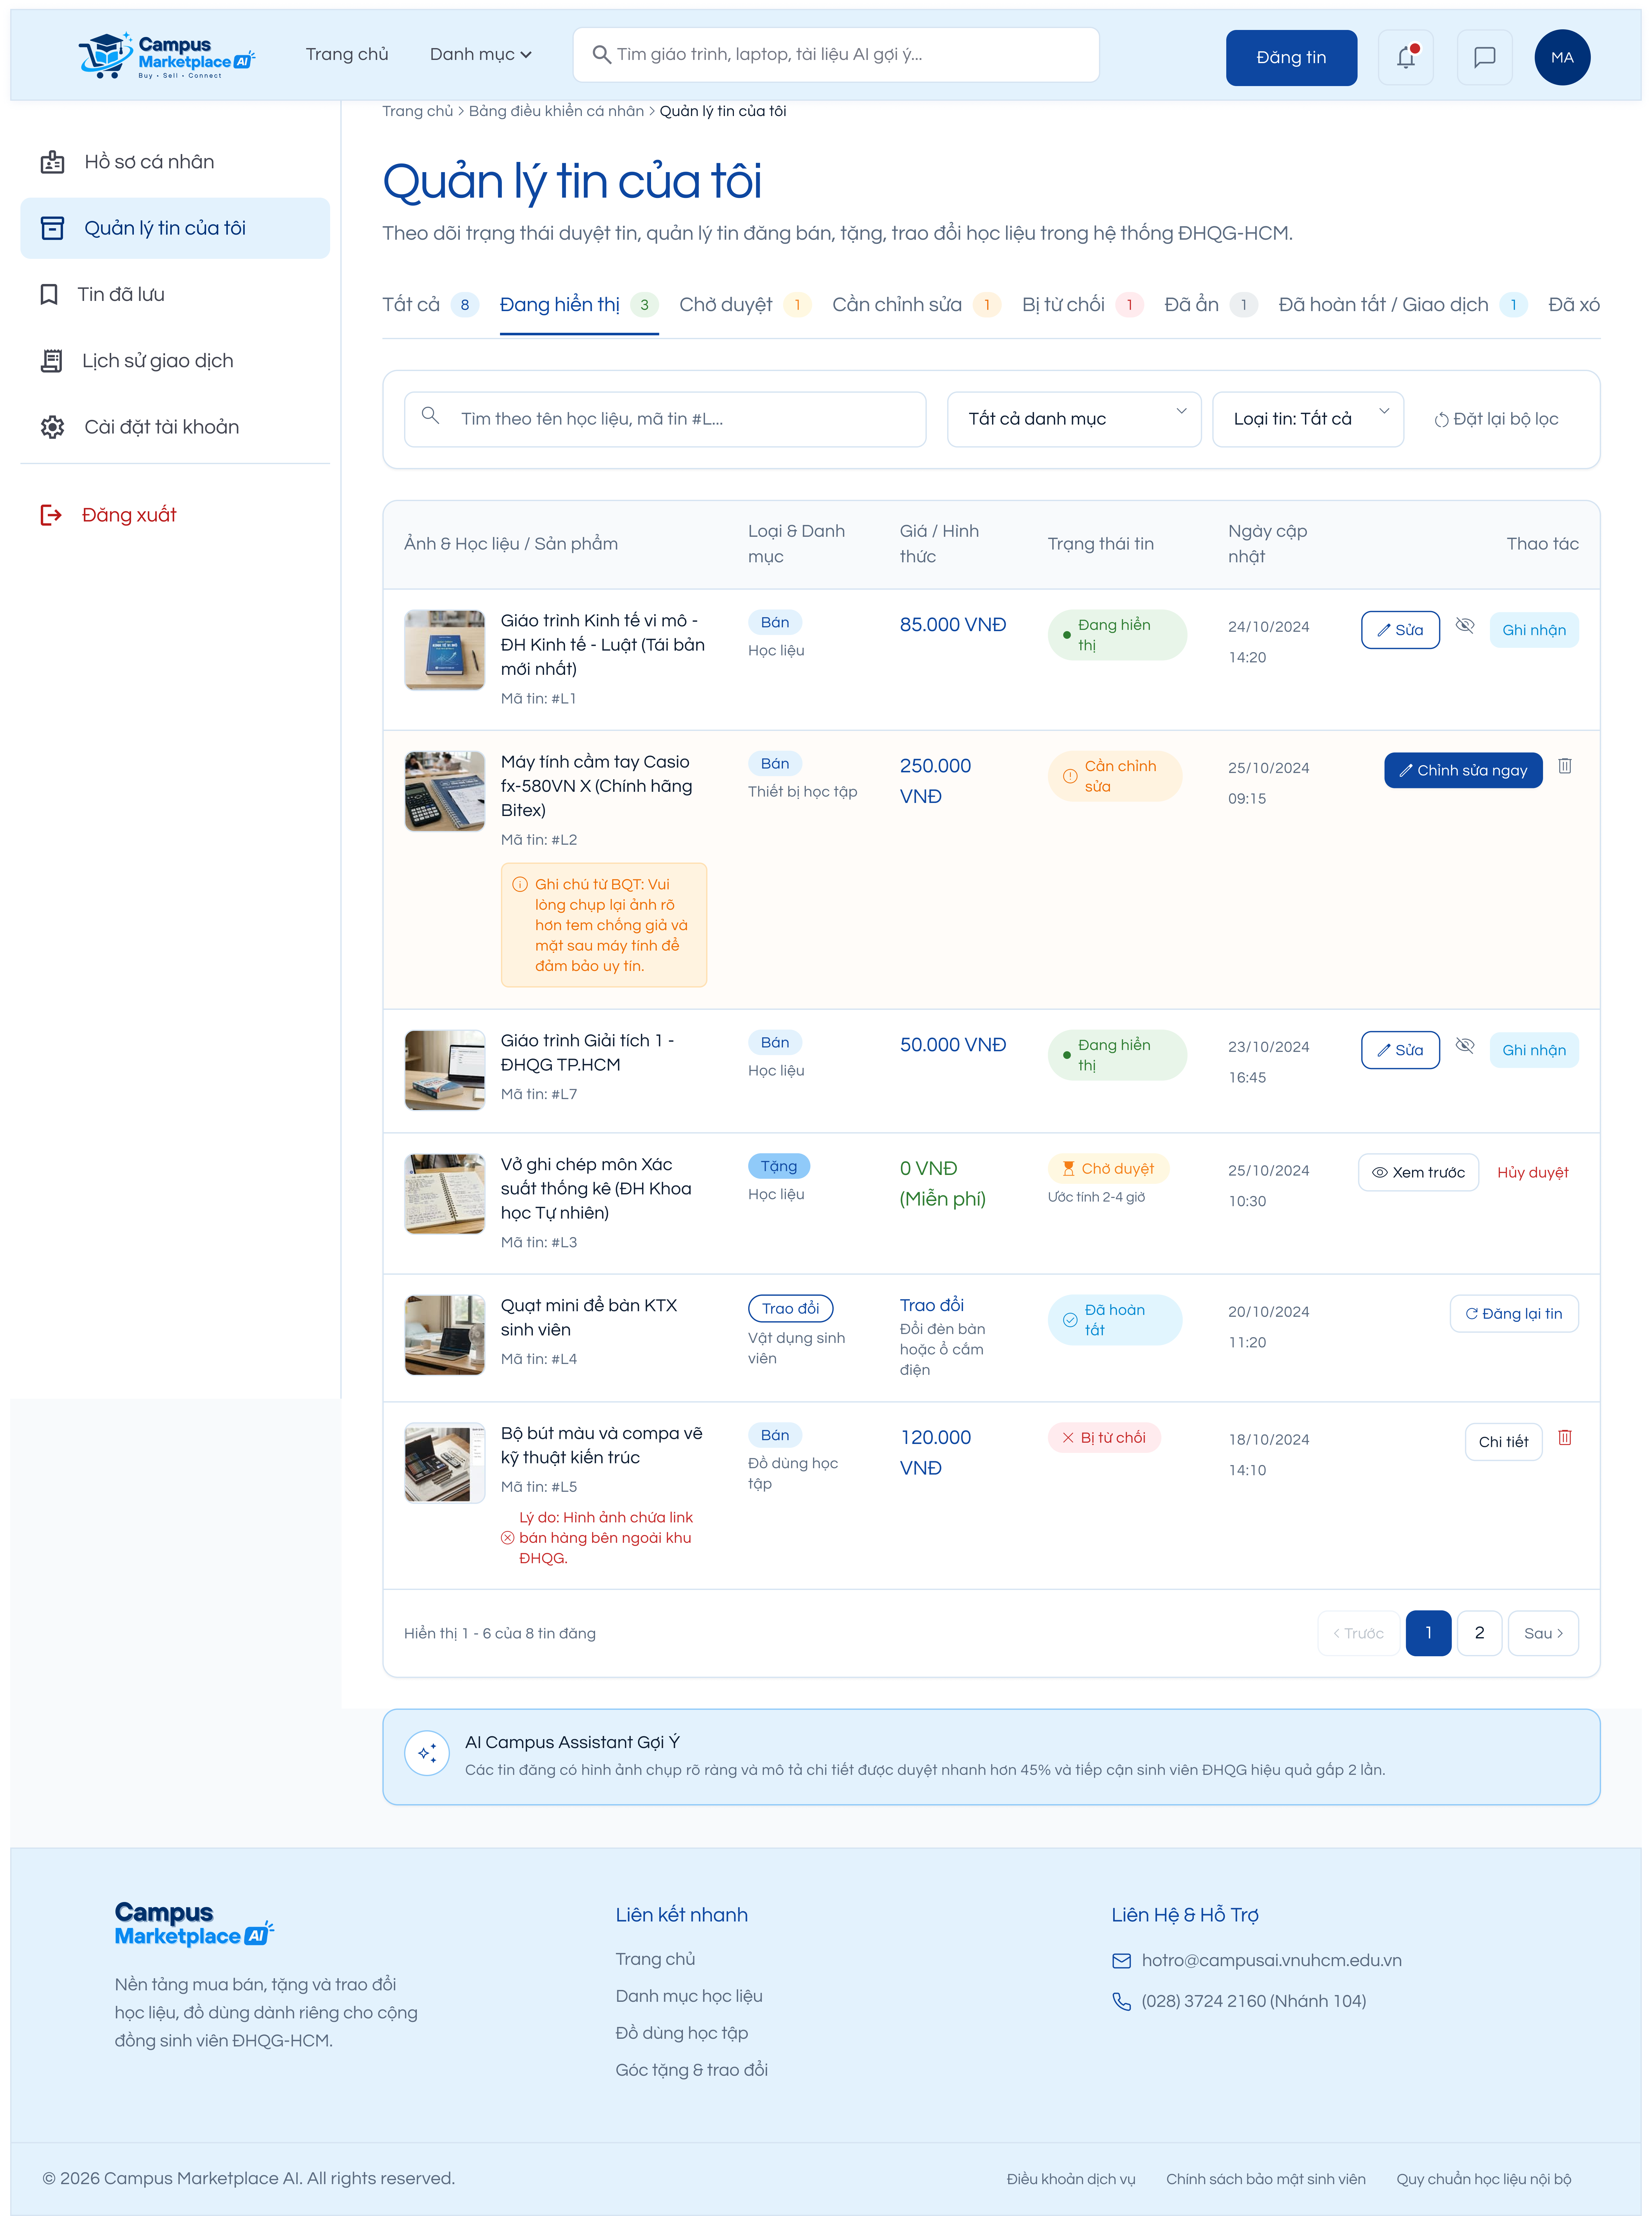 Campus
Marketplace AI
Buy • Sell • Connect
Trang chủ
Danh mục
Tìm giáo trình, laptop, tài liệu AI gợi ý...
Đăng tin
MA
Trang chủ > Bảng điều khiển cá nhân > Quản lý tin của tôi
Hồ sơ cá nhân
Quản lý tin của tôi
Tin đã lưu
Lịch sử giao dịch
Cài đặt tài khoản
Đăng xuất
Quản lý tin của tôi
Theo dõi trạng thái duyệt tin, quản lý tin đăng bán, tặng, trao đổi học liệu trong hệ thống ĐHQG-HCM.
Tất cả 8
Đang hiển thị 3
Chờ duyệt 1
Cần chỉnh sửa 1
Bị từ chối 1
Đã ẩn 1
Đã hoàn tất / Giao dịch 1
Đã xó
Tìm theo tên học liệu, mã tin #L...
Tất cả danh mục
Loại tin: Tất cả
Đặt lại bộ lọc
Ảnh & Học liệu / Sản phẩm
Loại & Danh
mục
Giá / Hình
thức
Trạng thái tin
Ngày cập
nhật
Thao tác
Giáo trình Kinh tế vi mô -
ĐH Kinh tế - Luật (Tái bản
mới nhất)
Mã tin: #L1
Bán
Học liệu
85.000 VNĐ
Đang hiển
thị
24/10/2024
14:20
Sửa
Ghi nhận
Máy tính cầm tay Casio
fx-580VN X (Chính hãng
Bitex)
Mã tin: #L2
Ghi chú từ BQT: Vui
lòng chụp lại ảnh rõ
hơn tem chống giả và
mặt sau máy tính để
đảm bảo uy tín.
Bán
Thiết bị học tập
250.000
VNĐ
Cần chỉnh
sửa
25/10/2024
09:15
Chỉnh sửa ngay
Giáo trình Giải tích 1 -
ĐHQG TP.HCM
Mã tin: #L7
Bán
Học liệu
50.000 VNĐ
Đang hiển
thị
23/10/2024
16:45
Sửa
Ghi nhận
Vở ghi chép môn Xác
suất thống kê (ĐH Khoa
học Tự nhiên)
Mã tin: #L3
Tặng
Học liệu
0 VNĐ
(Miễn phí)
Chờ duyệt
Ước tính 2-4 giờ
25/10/2024
10:30
Xem trước
Hủy duyệt
Quạt mini để bàn KTX
sinh viên
Mã tin: #L4
Trao đổi
Vật dụng sinh
viên
Trao đổi
Đổi đèn bàn
hoặc ổ cắm
điện
Đã hoàn
tất
20/10/2024
11:20
Đăng lại tin
Bộ bút màu và compa vẽ
kỹ thuật kiến trúc
Mã tin: #L5
Lý do: Hình ảnh chứa link
bán hàng bên ngoài khu
ĐHQG.
Bán
Đồ dùng học
tập
120.000
VNĐ
Bị từ chối
18/10/2024
14:10
Chi tiết
Hiển thị 1 - 6 của 8 tin đăng
Trước
1
2
Sau
AI Campus Assistant Gợi Ý
Các tin đăng có hình ảnh chụp rõ ràng và mô tả chi tiết được duyệt nhanh hơn 45% và tiếp cận sinh viên ĐHQG hiệu quả gấp 2 lần.
Campus
Marketplace AI
Nền tảng mua bán, tặng và trao đổi
học liệu, đồ dùng dành riêng cho cộng
đồng sinh viên ĐHQG-HCM.
Liên kết nhanh
Trang chủ
Danh mục học liệu
Đồ dùng học tập
Góc tặng & trao đổi
Liên Hệ & Hỗ Trợ
hotro@campusai.vnuhcm.edu.vn
(028) 3724 2160 (Nhánh 104)
© 2026 Campus Marketplace AI. All rights reserved.
Điều khoản dịch vụ
Chính sách bảo mật sinh viên
Quy chuẩn học liệu nội bộ